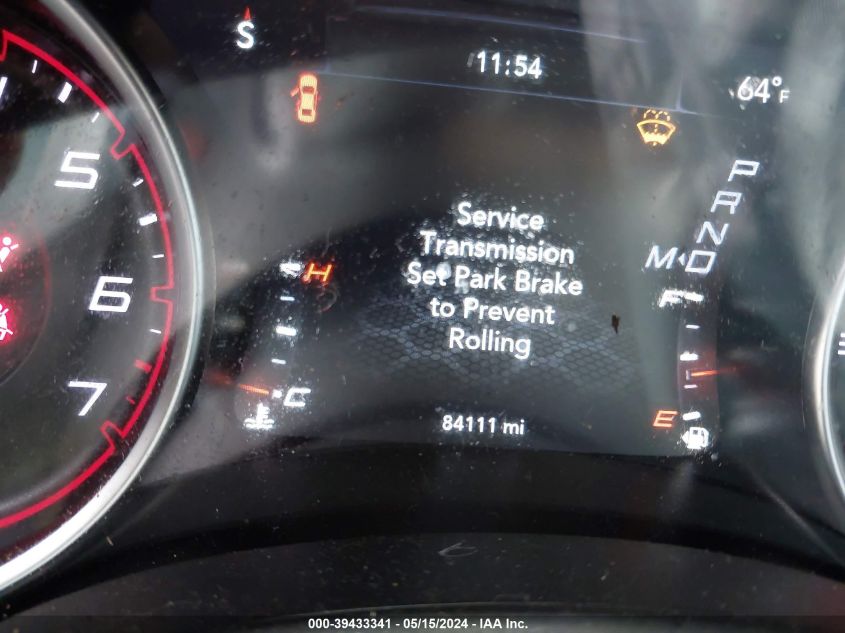 S
11:54
64°F
5
6
7
Service
Transmission
Set Park Brake
to Prevent
Rolling
P
R
N
M D
H
C
F
E
84111 mi
000-39433341 - 05/15/2024 - IAA Inc.